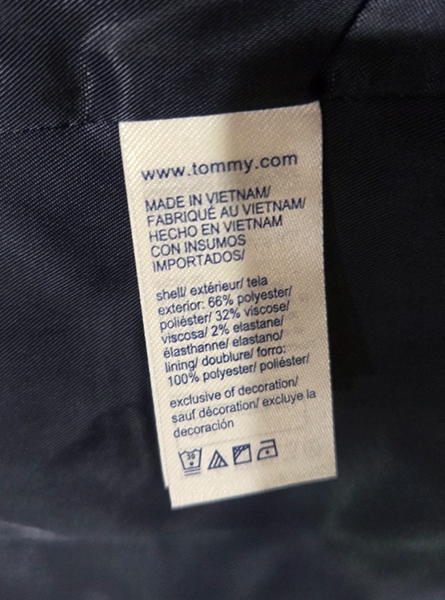 www.tommy.com
MADE IN VIETNAM/
FABRIQUÉ AU VIETNAM/
HECHO EN VIETNAM
CON INSUMOS
IMPORTADOS/
shell/ extérieur/ tela
exterior: 66% polyester/
poliéster/ 32% viscose/
viscosa/ 2% elastane/
élasthanne/ elastano/
lining/ doublure/ forro:
100% polyester/ poliéster/
exclusive of decoration/
sauf décoration/ excluye la
decoración
30